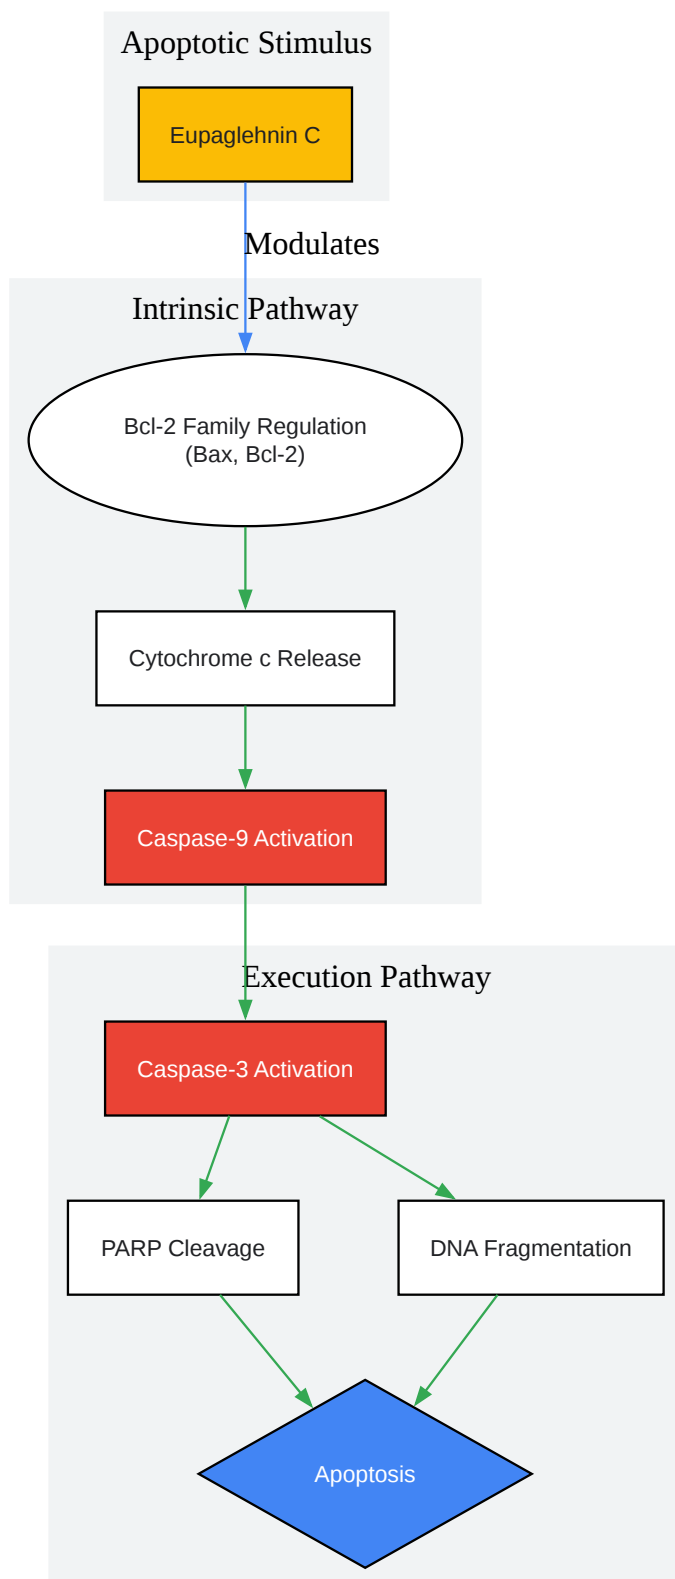 Apoptotic Stimulus
Eupaglehnin C
Modulates
Intrinsic Pathway
Bcl-2 Family Regulation
(Bax, Bcl-2)
Cytochrome c Release
Caspase-9 Activation
Execution Pathway
Caspase-3 Activation
PARP Cleavage
DNA Fragmentation
Apoptosis